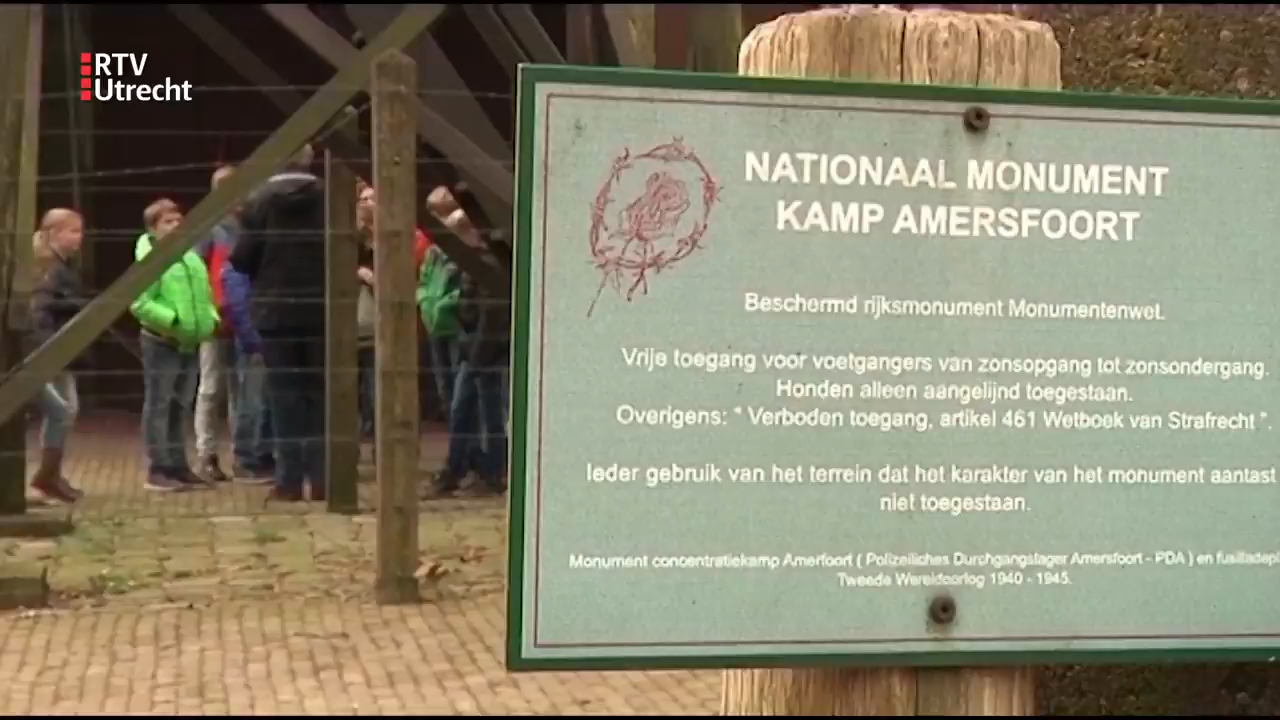 RTV
Utrecht
NATIONAAL MONUMENT
KAMP AMERSFOORT
Beschermd rijksmonument Monumentenwet.
Vrije toegang voor voetgangers van zonsopgang tot zonsondergang.
Honden alleen aangelijnd toegestaan.
Overigens: " Verboden toegang, artikel 461 Wetboek van Strafrecht ".
Ieder gebruik van het terrein dat het karakter van het monument aantast
niet toegestaan.
Monument concentratiekamp Amerfoort ( Polizeiliches Durchgangslager Amersfoort - PDA ) en
Tweede Wereldoorlog 1940 - 1945.